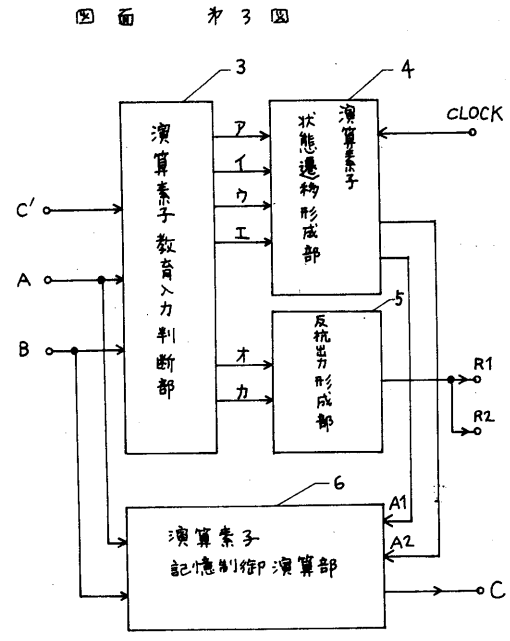 図面 第3図
3
4
演算素子教育入力判断部
ア
イ
ウ
エ
オ
カ
演算素子
状態遷移形成部
CLOCK
C'
A
B
5
反抗出力形成部
R1
R2
6
演算素子
記憶制御演算部
A1
A2
C